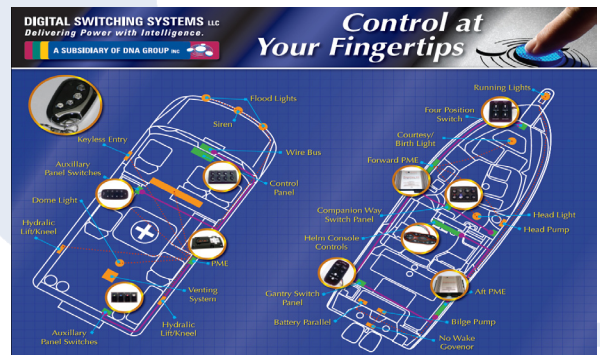 DIGITAL SWITCHING SYSTEMS LLC
Delivering Power with Intelligence.
A SUBSIDIARY OF DNA GROUP INC
Control at
Your Fingertips
Flood Lights
Siren
Keyless Entry
Wire Bus
Auxillary
Panel Switches
Control
Panel
Dome Light
Hydralic
Lift/Kneel
PME
Venting
System
Auxillary
Panel Switches
Hydralic
Lift/Kneel
Running Lights
Four Position
Switch
Courtesy/
Birth Light
Forward PME
Companion Way
Switch Panel
Head Light
Head Pump
Helm Console
Controls
Gantry Switch
Panel
Aft PME
Battery Parallel
Bilge Pump
No Wake
Govenor